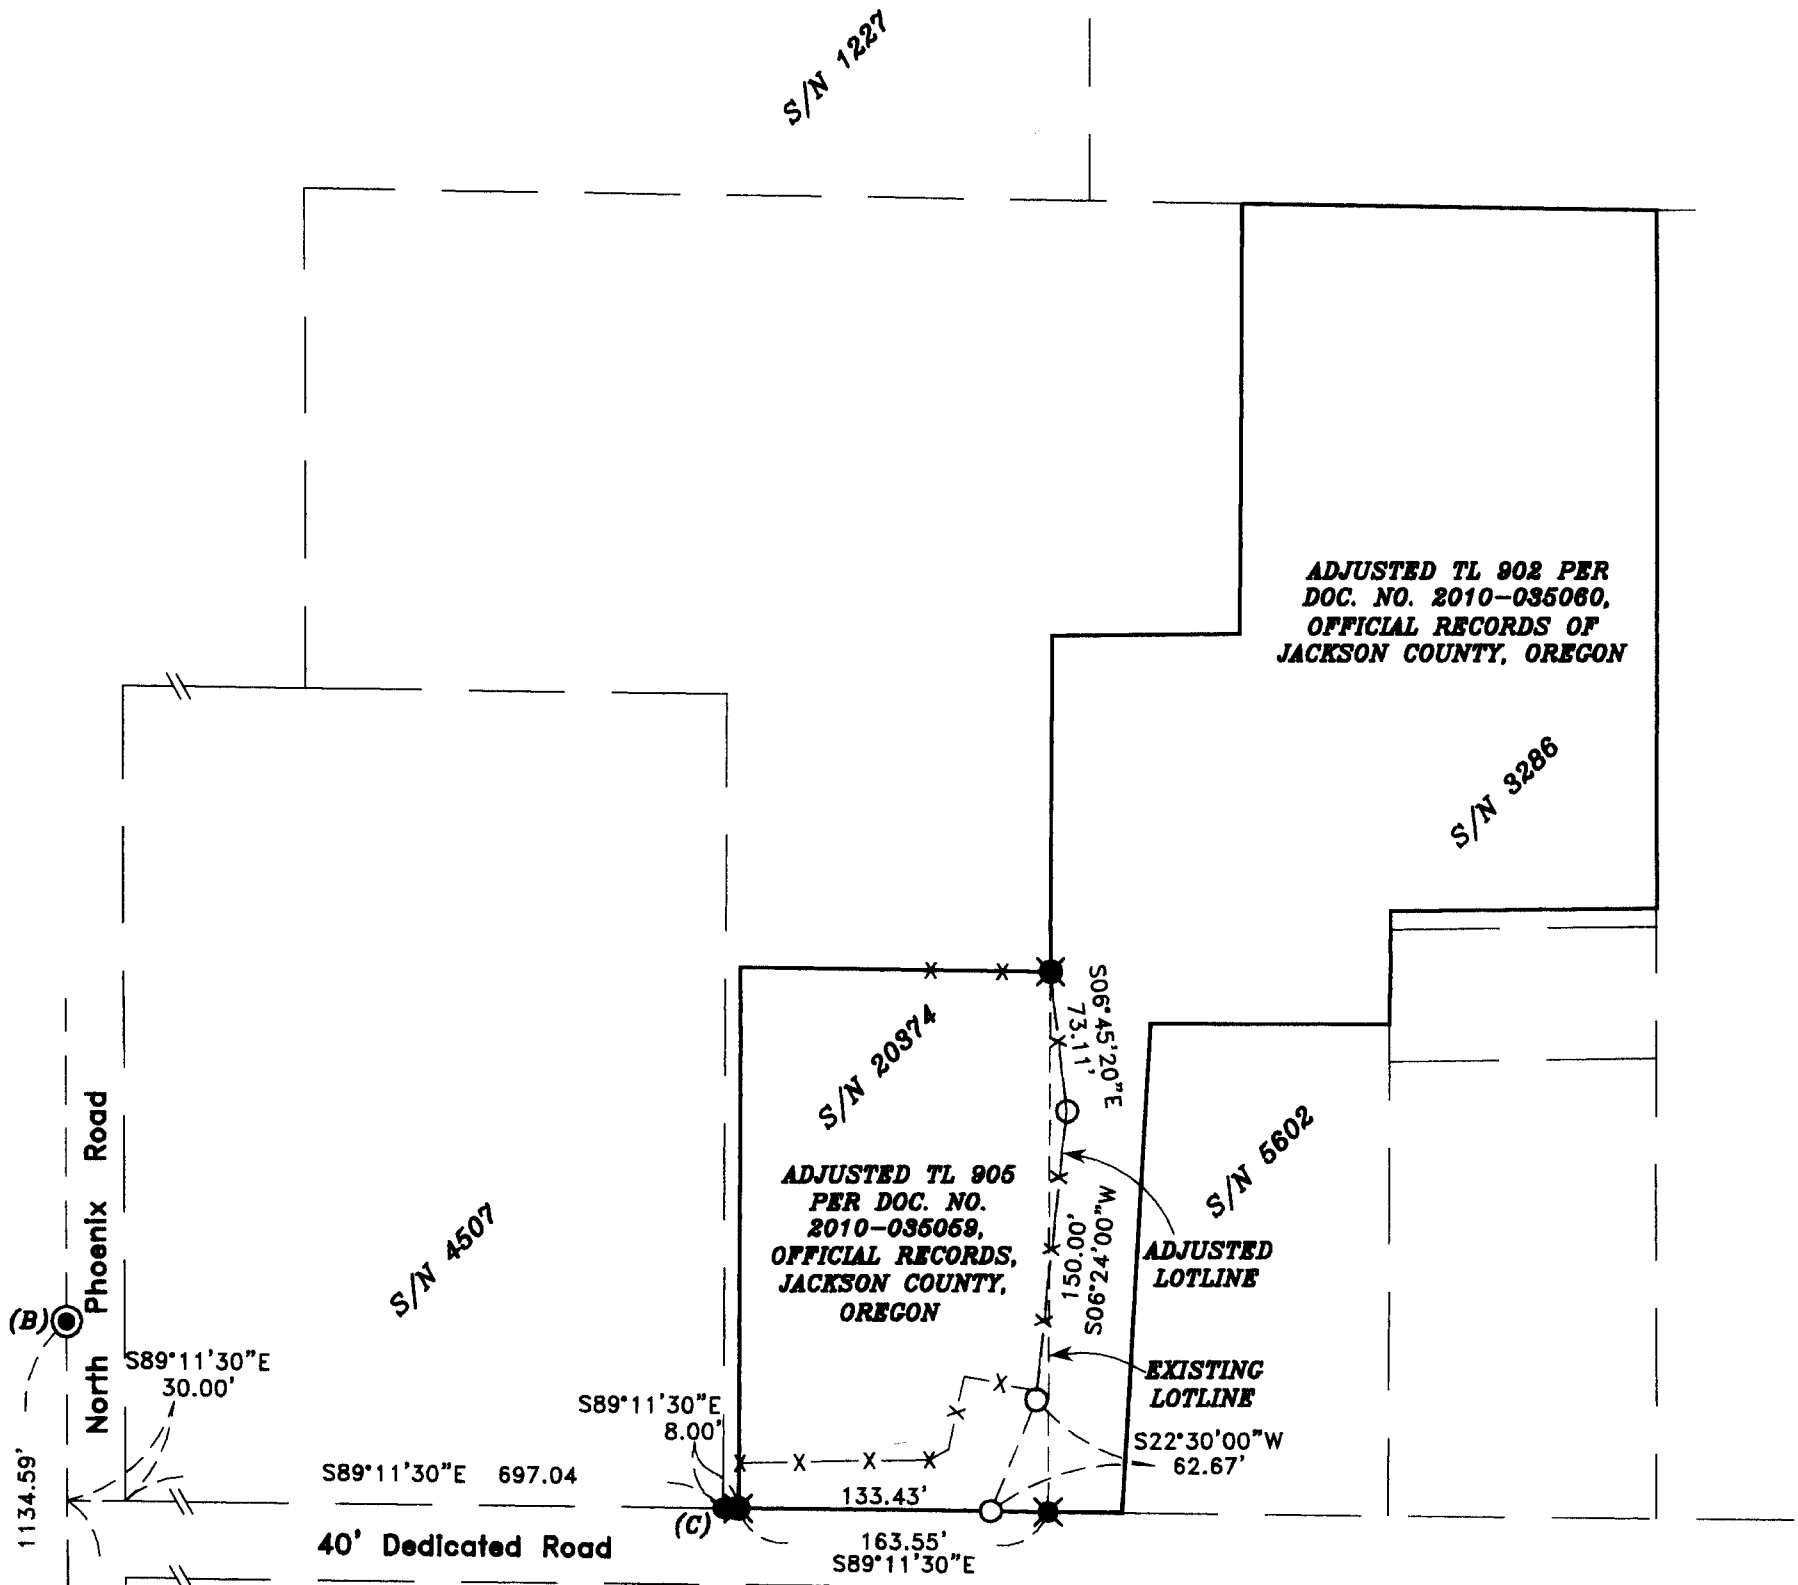 S/N 1227
ADJUSTED TL 902 PER
DOC. NO. 2010-035060,
OFFICIAL RECORDS OF
JACKSON COUNTY, OREGON
S/N 3286
S06°45'20"E
73.11'
S/N 20374
ADJUSTED TL 905
PER DOC. NO.
2010-035059,
OFFICIAL RECORDS,
JACKSON COUNTY,
OREGON
S/N 5602
150.00'
S06°24'00"W
ADJUSTED
LOTLINE
EXISTING
LOTLINE
S/N 4507
North Phoenix Road
(B)
S89°11'30"E
30.00'
1134.59'
S89°11'30"E
8.00'
S22°30'00"W
62.67'
S89°11'30"E 697.04
133.43'
(C)
163.55'
S89°11'30"E
40' Dedicated Road